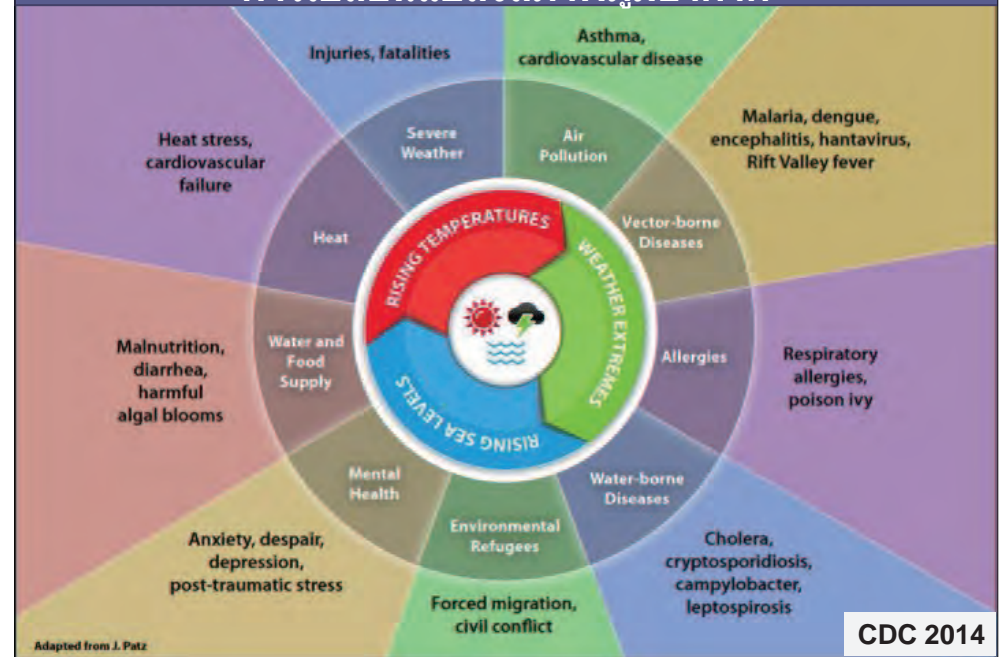 Injuries, fatalities
Asthma,
cardiovascular disease
Malaria, dengue,
encephalitis, hantavirus,
Rift Valley fever
Respiratory
allergies,
poison ivy
Cholera,
cryptosporidiosis,
campylobacter,
leptospirosis
Forced migration,
civil conflict
Anxiety, despair,
depression,
post-traumatic stress
Malnutrition,
diarrhea,
harmful
algal blooms
Heat stress,
cardiovascular
failure
Severe
Weather
Air
Pollution
Vector-borne
Diseases
Allergies
Water-borne
Diseases
Environmental
Refugees
Mental
Health
Water and
Food
Supply
Heat
RISING TEMPERATURES
WEATHER EXTREMES
RISING SEA LEVELS
Adapted from J. Patz
CDC 2014